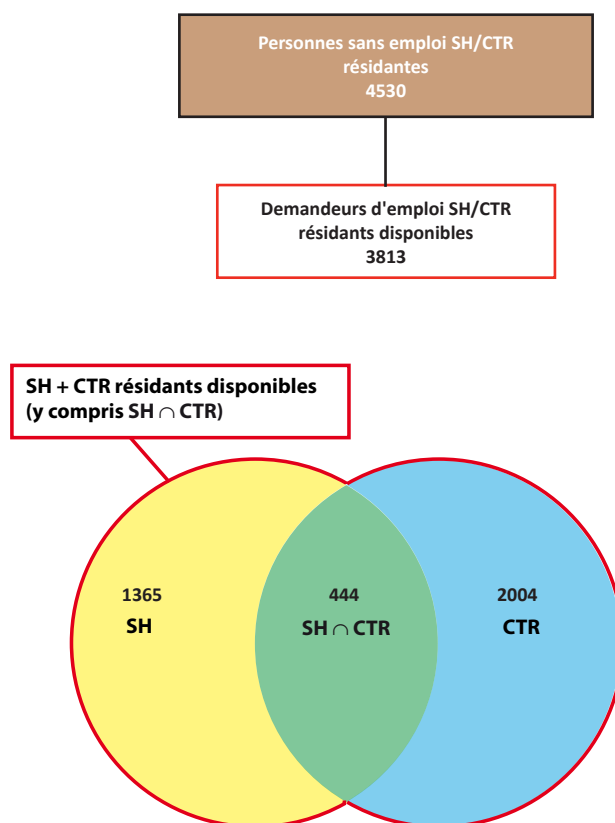 Personnes sans emploi SH/CTR
résidantes
4530
Demandeurs d'emploi SH/CTR
résidants disponibles
3813
SH + CTR résidants disponibles
(y compris SH ∩ CTR)
1365
SH
444
SH ∩ CTR
2004
CTR